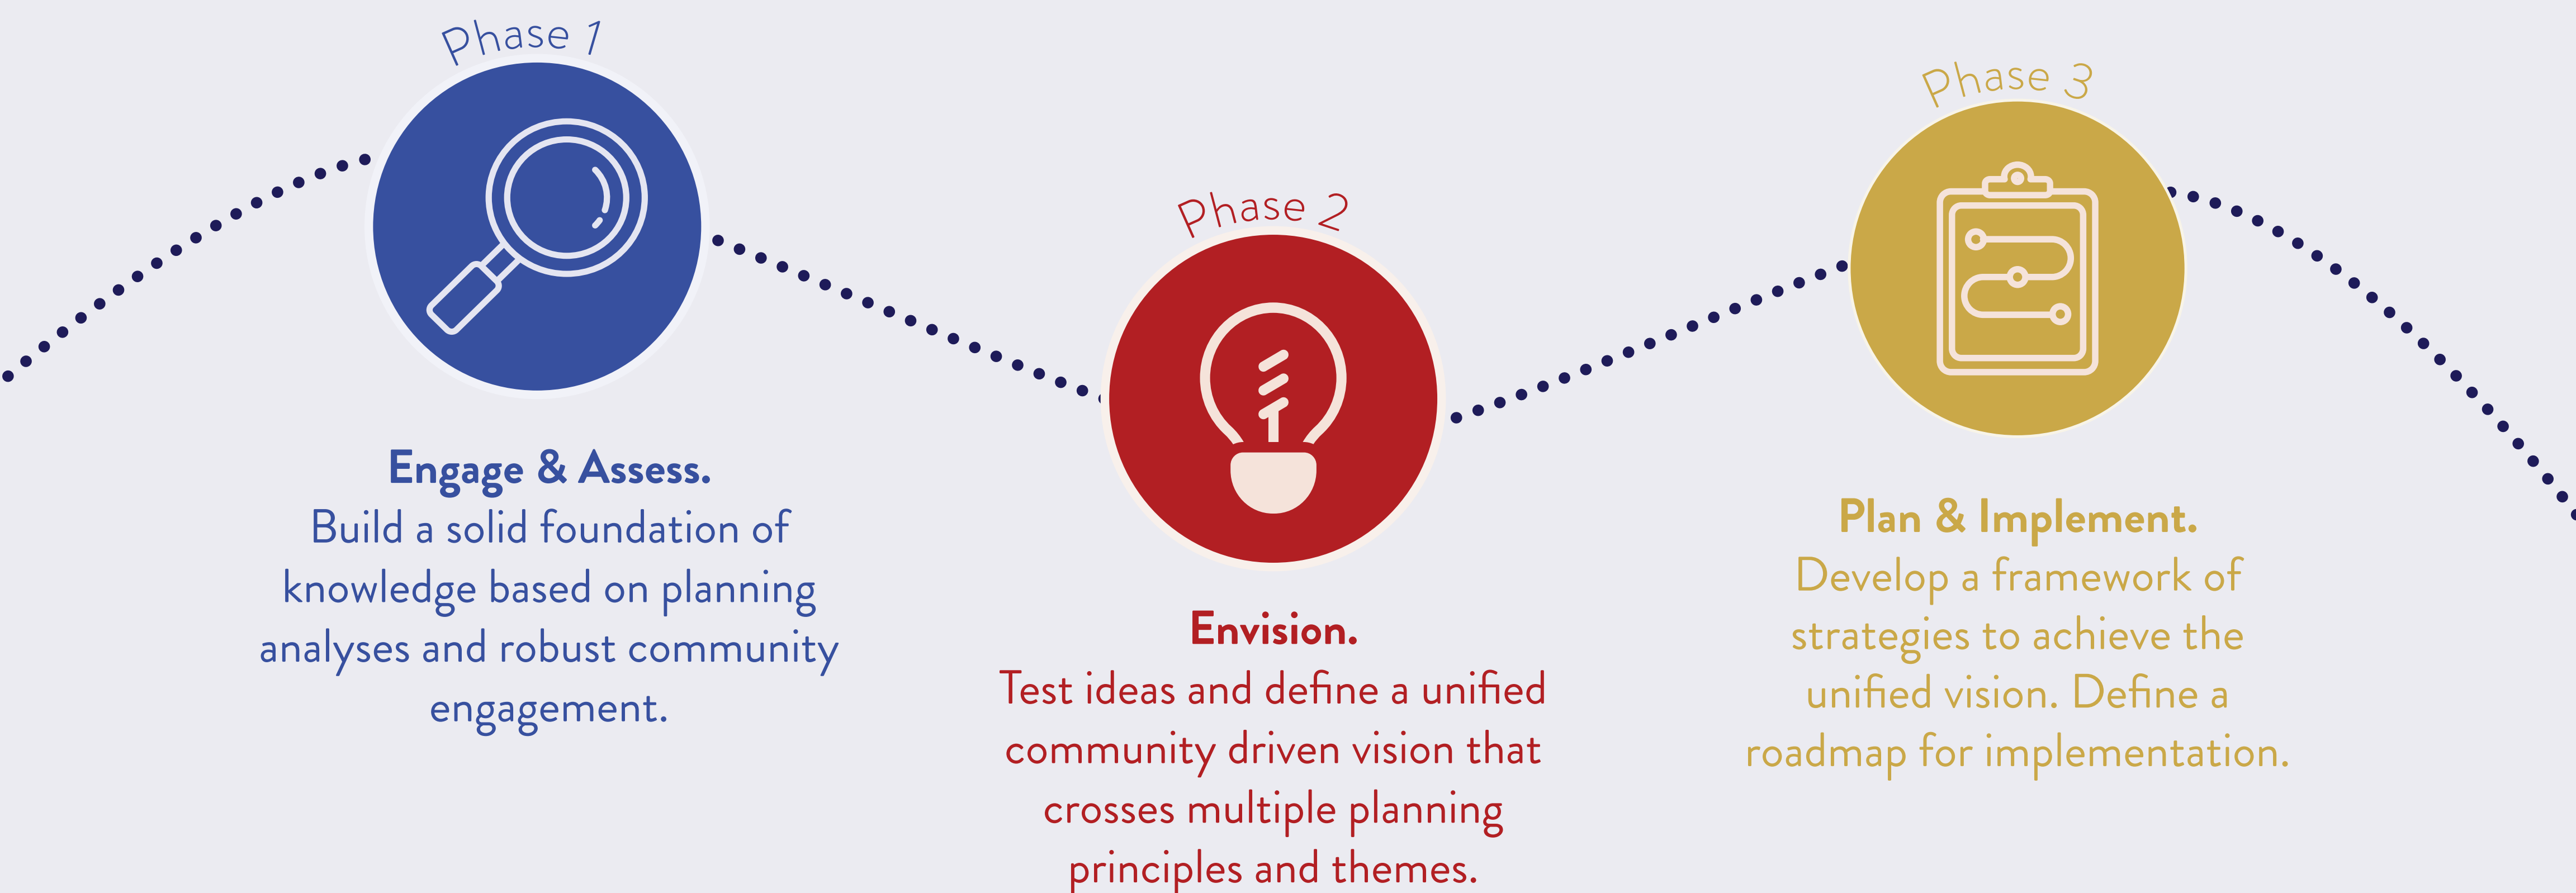 Phase 1
Engage & Assess.
Build a solid foundation of
knowledge based on planning
analyses and robust community
engagement.
Phase 2
Envision.
Test ideas and define a unified
community driven vision that
crosses multiple planning
principles and themes.
Phase 3
Plan & Implement.
Develop a framework of
strategies to achieve the
unified vision. Define a
roadmap for implementation.